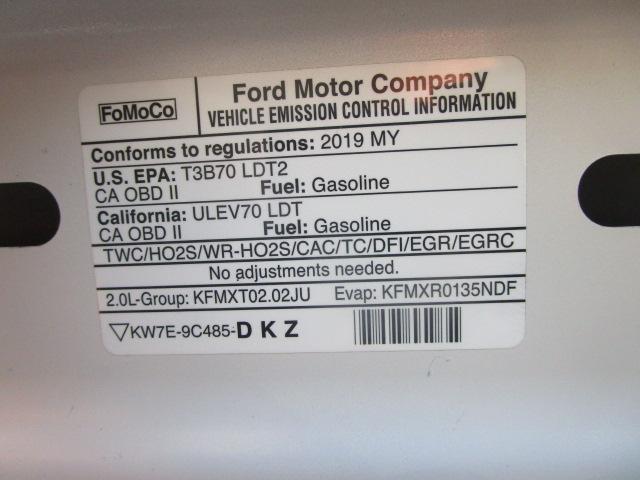 FoMoCo
Ford Motor Company
VEHICLE EMISSION CONTROL INFORMATION
Conforms to regulations: 2019 MY
U.S. EPA: T3B70 LDT2
CA OBD II Fuel: Gasoline
California: ULEV70 LDT
CA OBD II Fuel: Gasoline
TWC/HO2S/WR-HO2S/CAC/TC/DFI/EGR/EGRC
No adjustments needed.
2.0L-Group: KFMXT02.02JU Evap: KFMXR0135NDF
▽KW7E-9C485-D K Z